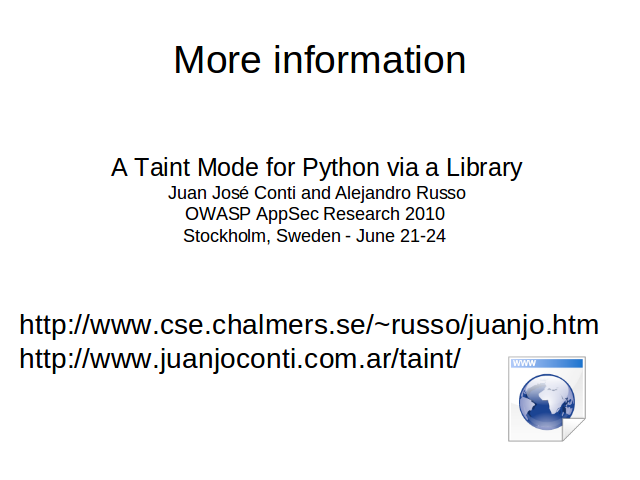 More information
A Taint Mode for Python via a Library
Juan José Conti and Alejandro Russo
OWASP AppSec Research 2010
Stockholm, Sweden - June 21-24
http://www.cse.chalmers.se/~russo/juanjo.htm
http://www.juanjoconti.com.ar/taint/
www